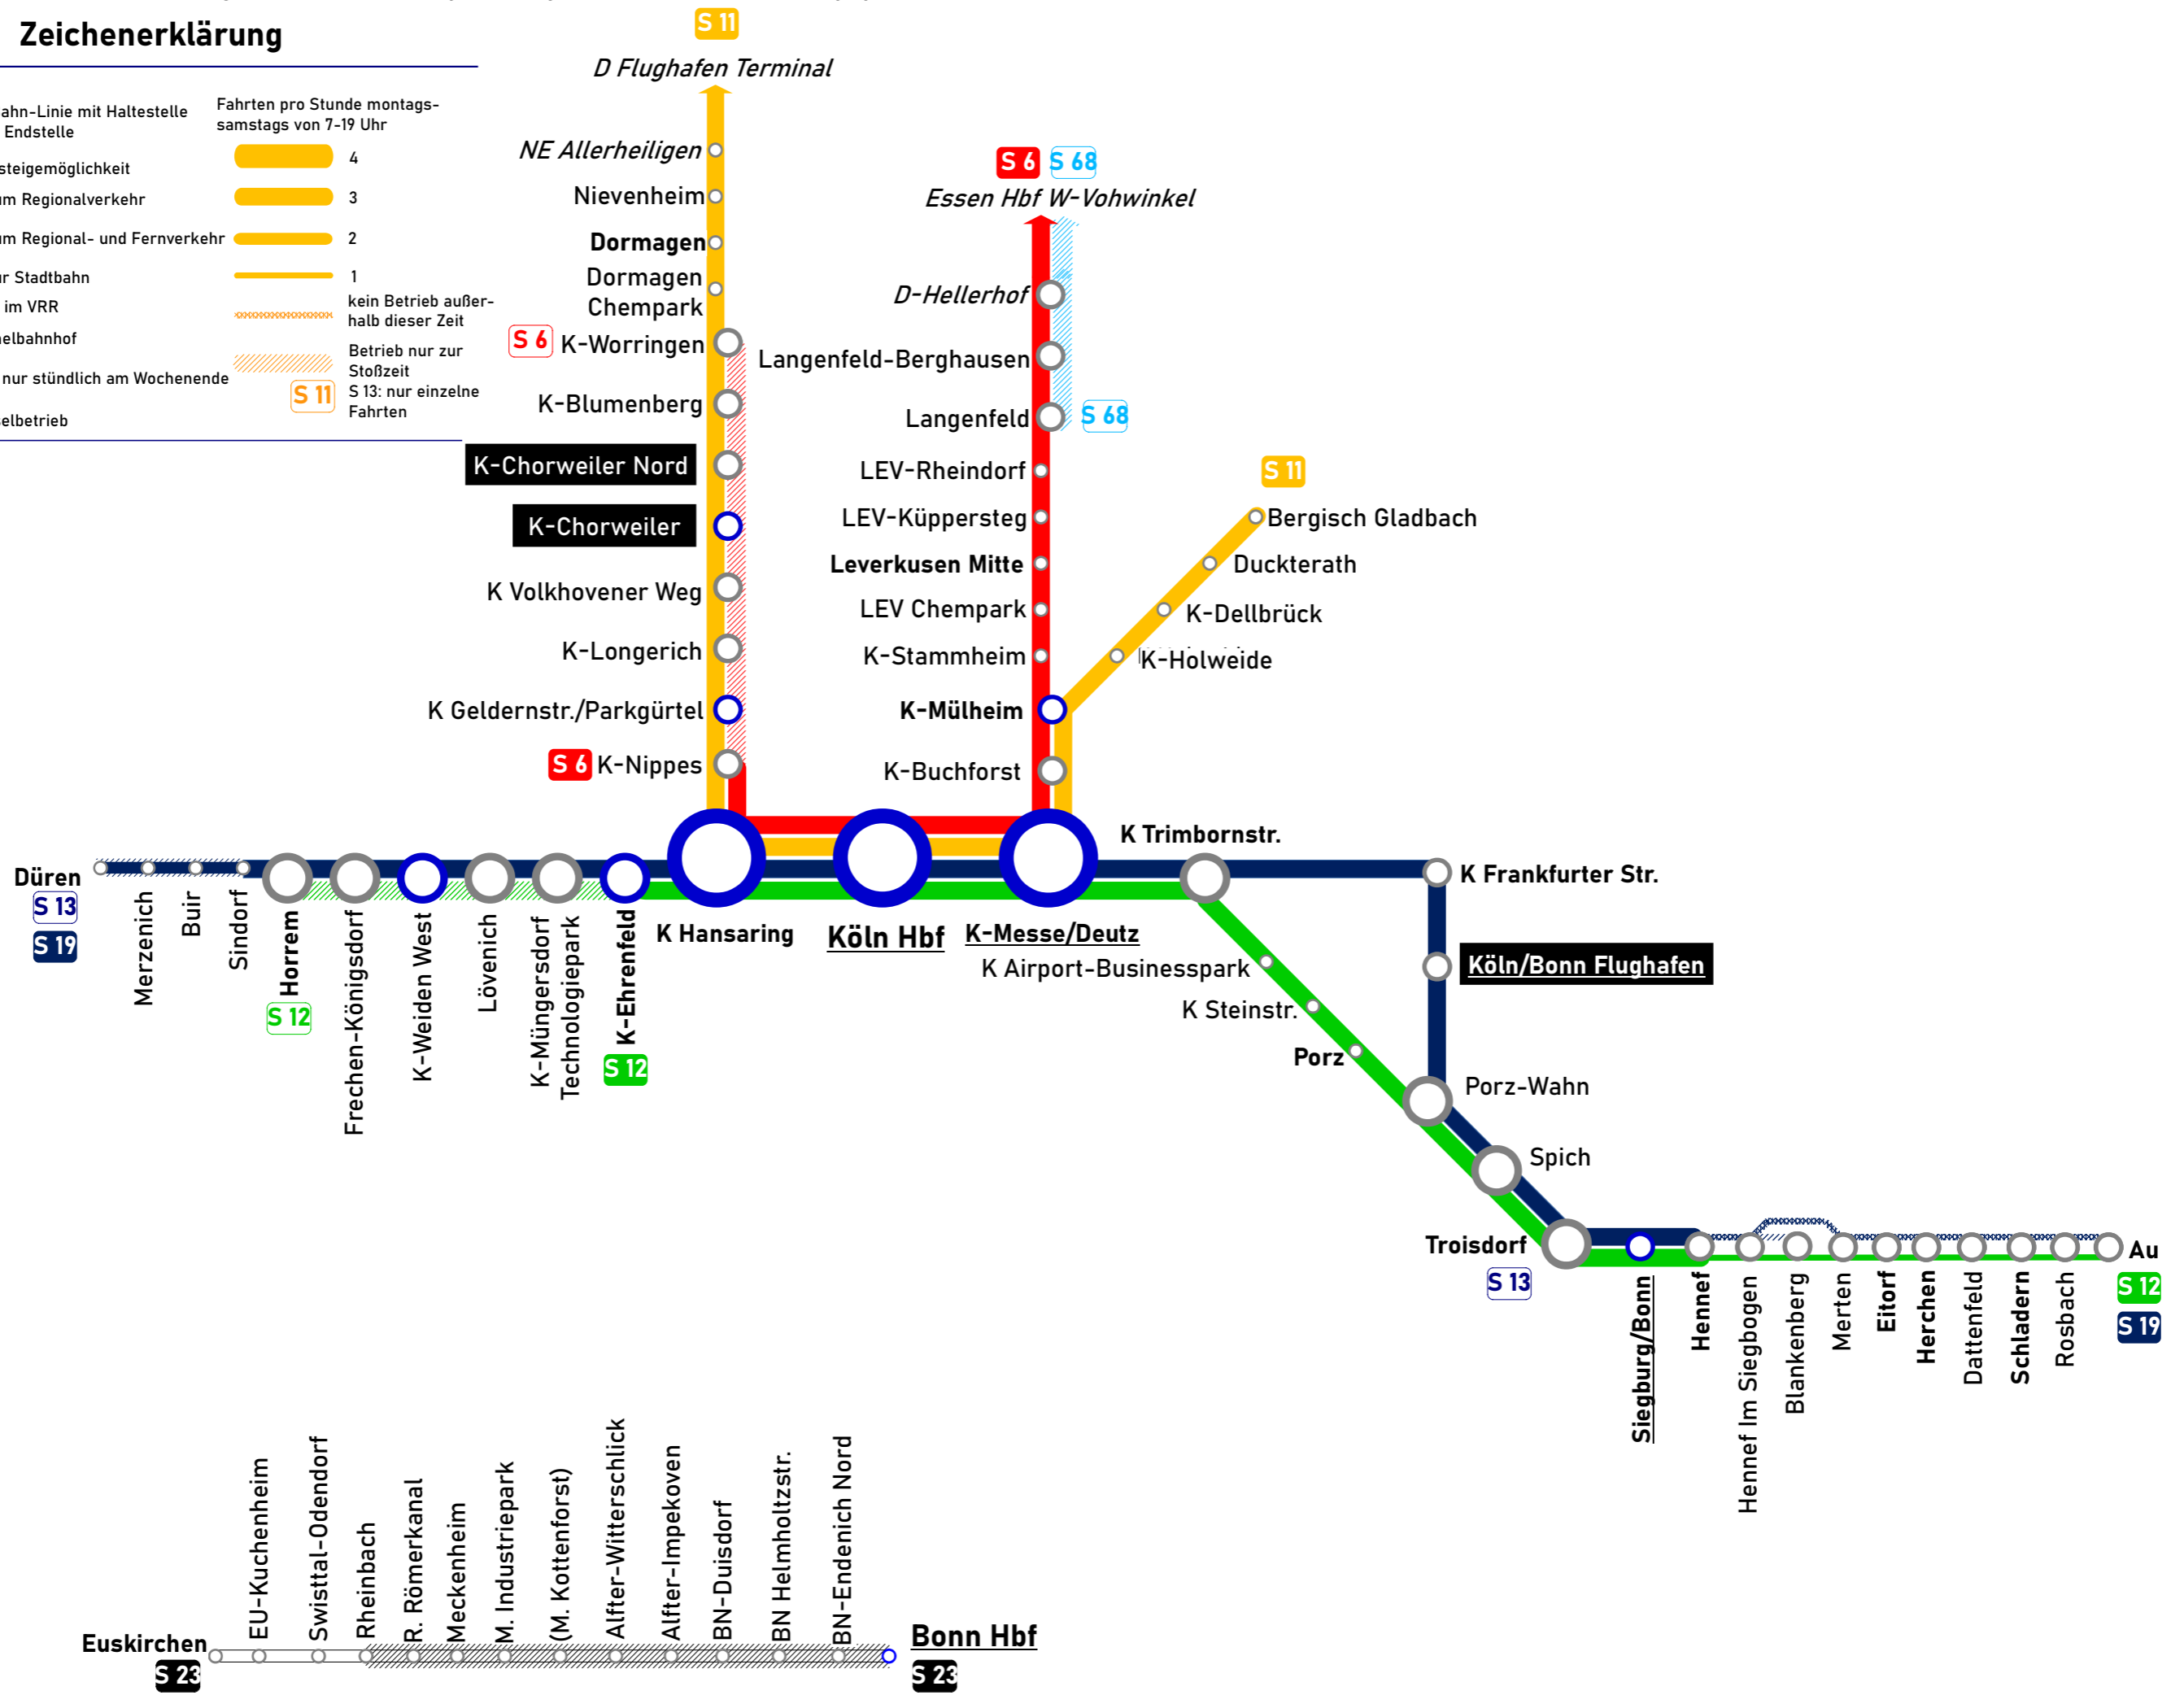 Zeichenerklärung
ahn-Linie mit Haltestelle
Endstelle
steigemöglichkeit
um Regionalverkehr
um Regional- und Fernverkehr
ur Stadtbahn
im VRR
elbahnhof
nur stündlich am Wochenende
elbetrieb
Fahrten pro Stunde montags-
samstags von 7-19 Uhr
4
3
2
1
kein Betrieb außer-
halb dieser Zeit
Betrieb nur zur
Stoßzeit
S 11
S 13: nur einzelne
Fahrten
S 11
D Flughafen Terminal
NE Allerheiligen
Nievenheim
Dormagen
Dormagen
Chempark
S 6 K-Worringen
K-Blumenberg
K-Chorweiler Nord
K-Chorweiler
K Volkhovener Weg
K-Longerich
K Geldernstr./Parkgürtel
S 6 K-Nippes
S 6 S 68
Essen Hbf W-Vohwinkel
D-Hellerhof
Langenfeld-Berghausen
Langenfeld
S 68
LEV-Rheindorf
LEV-Küppersteg
Leverkusen Mitte
LEV Chempark
K-Stammheim
K-Mülheim
K-Buchforst
S 11
Bergisch Gladbach
Duckterath
K-Dellbrück
K-Holweide
Düren
S 13
S 19
Merzenich
Buir
Sindorf
Horrem
S 12
Frechen-Königsdorf
K-Weiden West
Lövenich
K-Müngersdorf
Technologiepark
K-Ehrenfeld
S 12
K Hansaring
Köln Hbf
K-Messe/Deutz
K Trimbornstr.
K Frankfurter Str.
Köln/Bonn Flughafen
K Airport-Businesspark
K Steinstr.
Porz
Porz-Wahn
Spich
Troisdorf
S 13
Siegburg/Bonn
Hennef
Hennef Im Siegbogen
Blankenberg
Merten
Eitorf
Herchen
Dattenfeld
Schladern
Rosbach
Au
S 12
S 19
Euskirchen
S 23
EU-Kuchenheim
Swisttal-Odendorf
Rheinbach
R. Römerkanal
Meckenheim
M. Industriepark
(M. Kottenforst)
Alfter-Witterschlick
Alfter-Impekoven
BN-Duisdorf
BN Helmholtzstr.
BN-Endenich Nord
Bonn Hbf
S 23